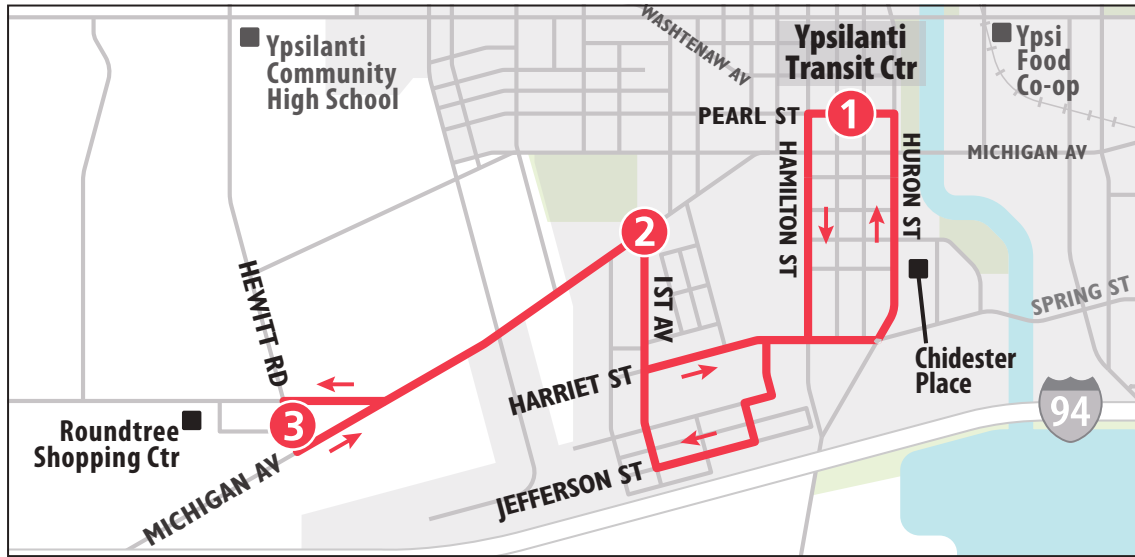 Ypsilanti
Community
High School
WASHTENAW AV
Ypsilanti
Transit Ctr
Ypsi
Food
Co-op
PEARL ST
1
HAMILTON ST
HURON ST
MICHIGAN AV
2
1ST AV
HEWITT RD
SPRING ST
Chidester
Place
HARRIET ST
94
3
Roundtree
Shopping Ctr
MICHIGAN AV
JEFFERSON ST